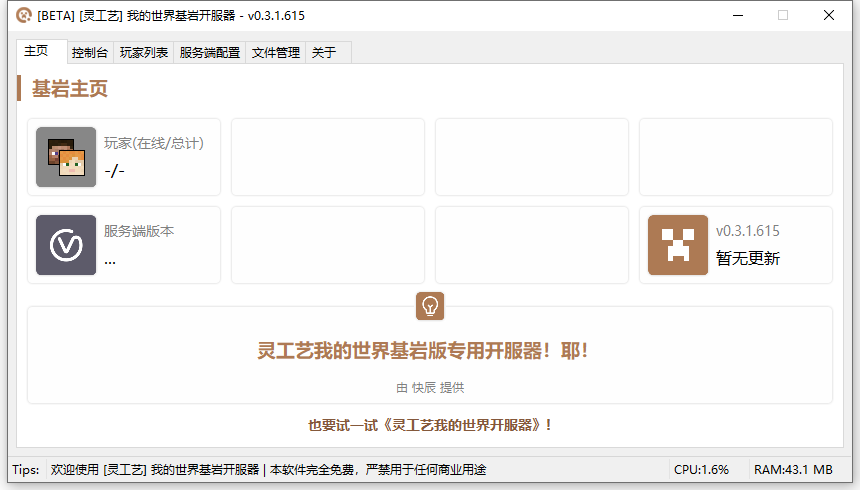 [BETA] [灵工艺] 我的世界基岩开服器 - v0.3.1.615
主页 控制台 玩家列表 服务端配置 文件管理 关于
基岩主页
玩家(在线/总计)
-/-
服务端版本
...
v0.3.1.615
暂无更新
灵工艺我的世界基岩版专用开服器！耶！
由 快辰 提供
也要试一试《灵工艺我的世界开服器》！
Tips: 欢迎使用 [灵工艺] 我的世界基岩开服器 | 本软件完全免费，严禁用于任何商业用途 CPU:1.6% RAM:43.1 MB